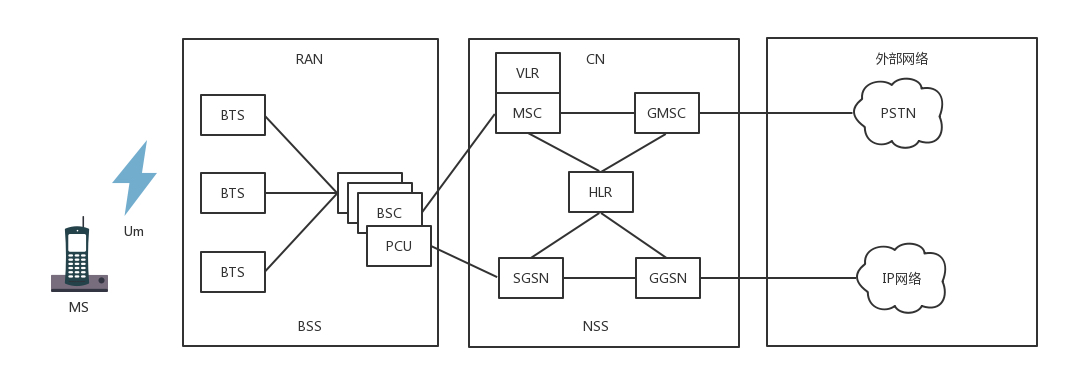 RAN
CN
外部网络
VLR
BTS
MSC
GMSC
PSTN
BTS
HLR
BSC
Um
PCU
BTS
SGSN
GGSN
IP网络
MS
BSS
NSS